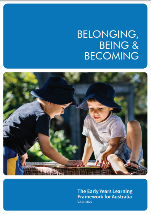 BELONGING,
BEING &
BECOMING
The Early Years Learning
Framework for Australia